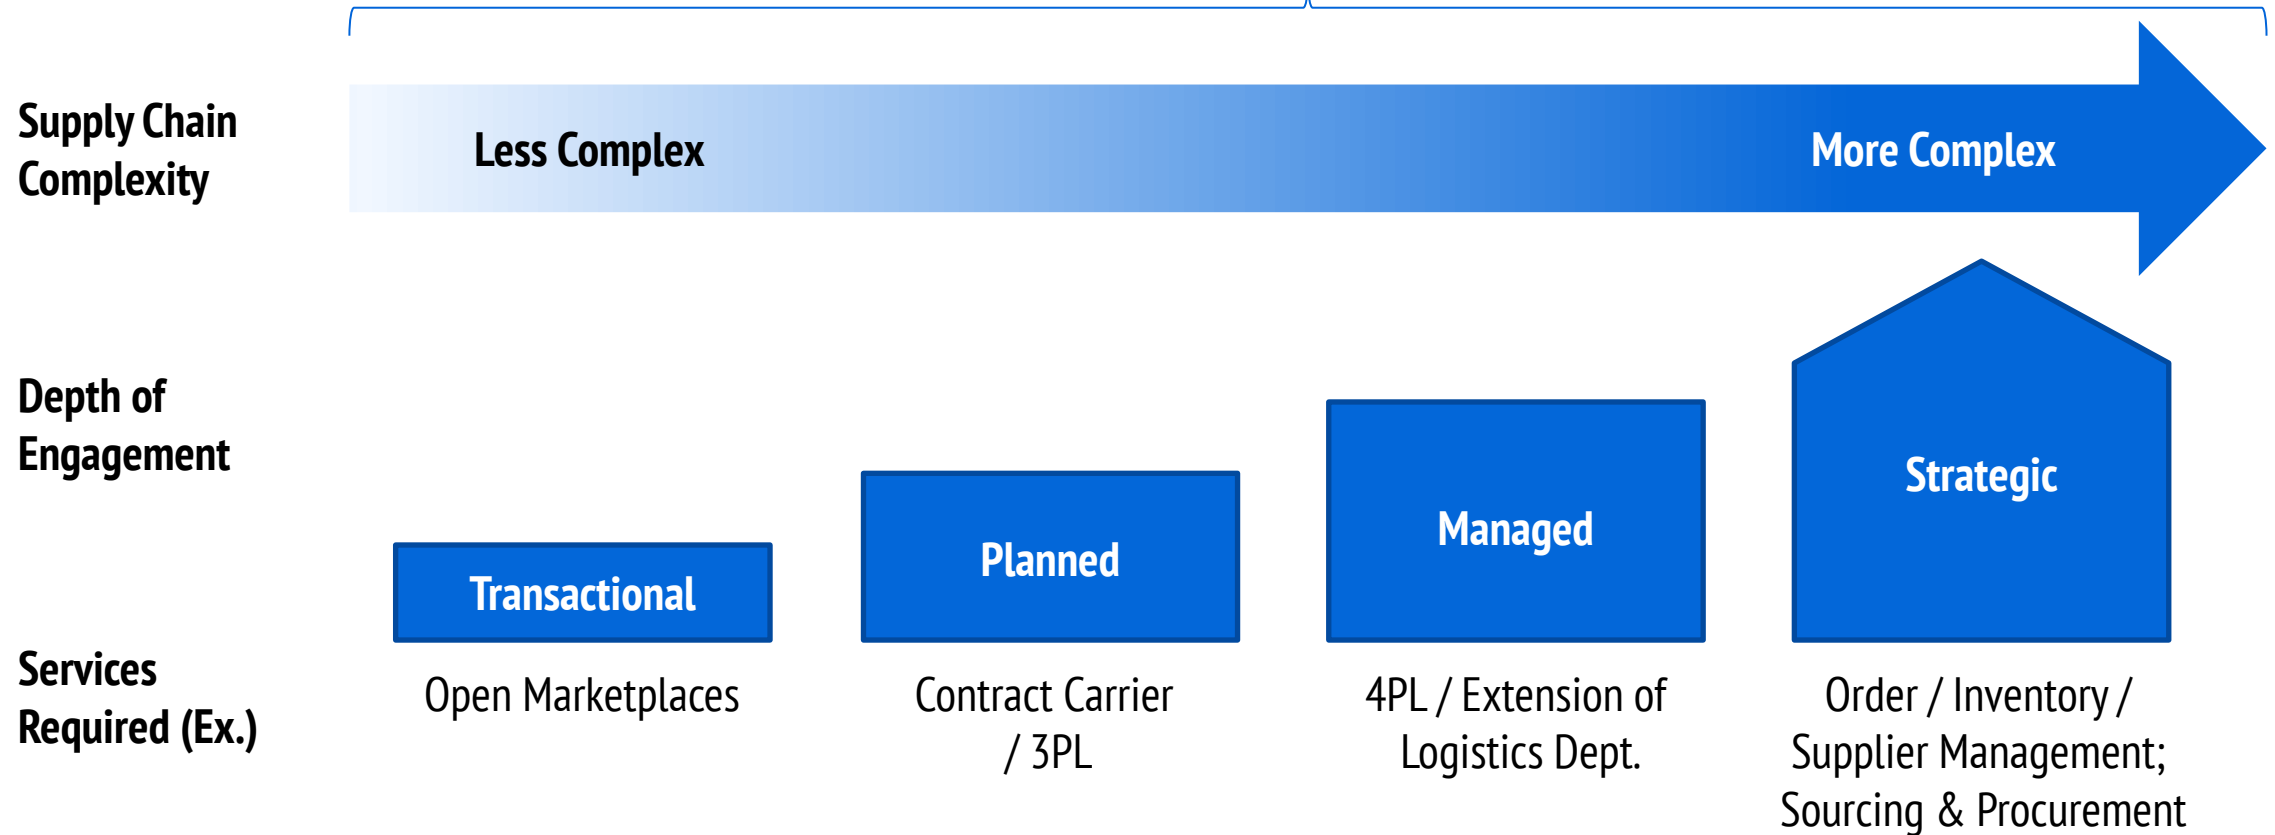 Supply Chain
Complexity
Less Complex
More Complex
Depth of
Engagement
Transactional
Planned
Managed
Strategic
Services
Required (Ex.)
Open Marketplaces
Contract Carrier
/ 3PL
4PL / Extension of
Logistics Dept.
Order / Inventory /
Supplier Management;
Sourcing & Procurement